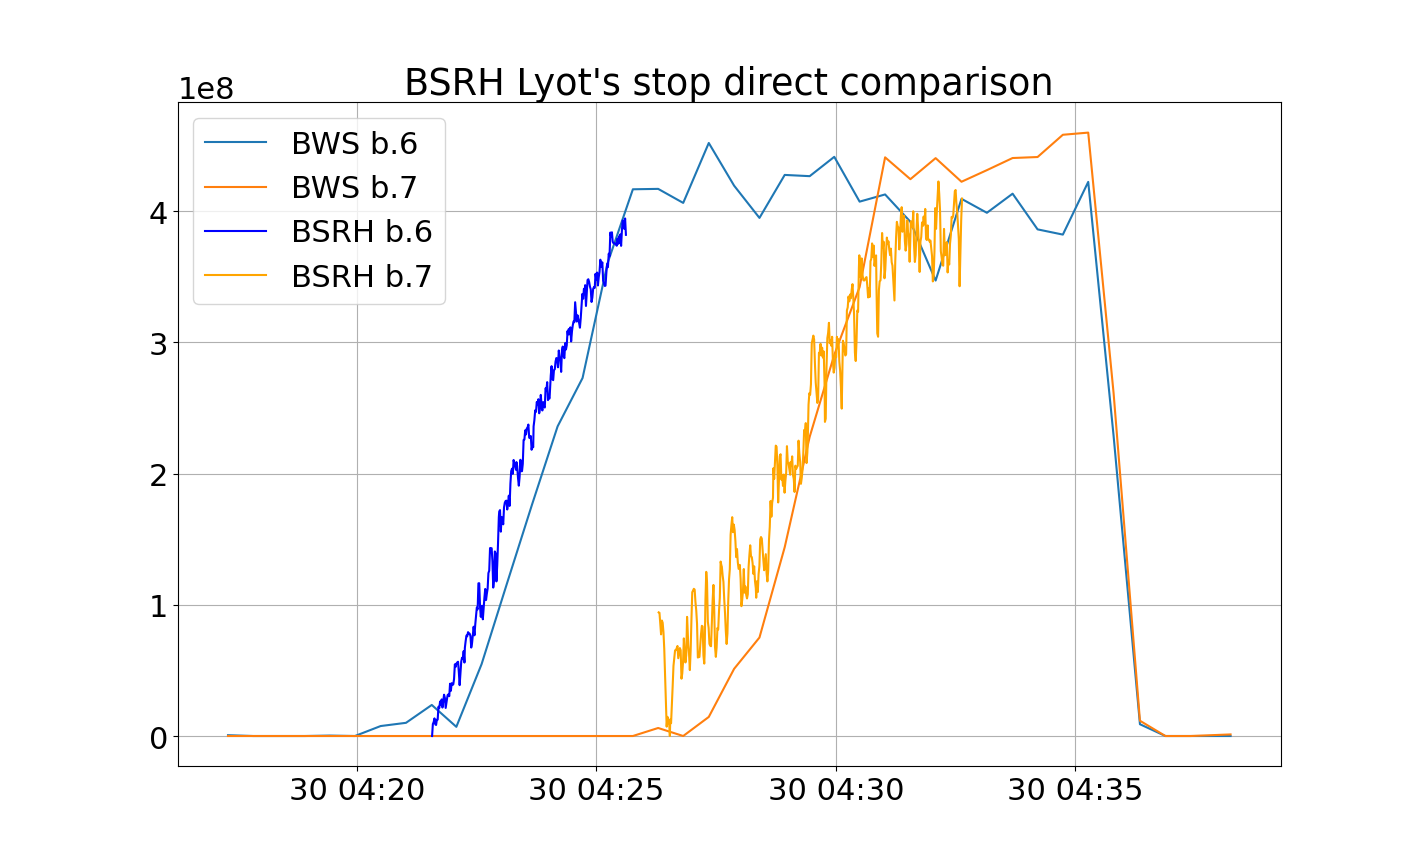 BSRH Lyot's stop direct comparison
1e8
BWS b.6
BWS b.7
BSRH b.6
BSRH b.7
4
3
2
1
0
30 04:20 30 04:25 30 04:30 30 04:35